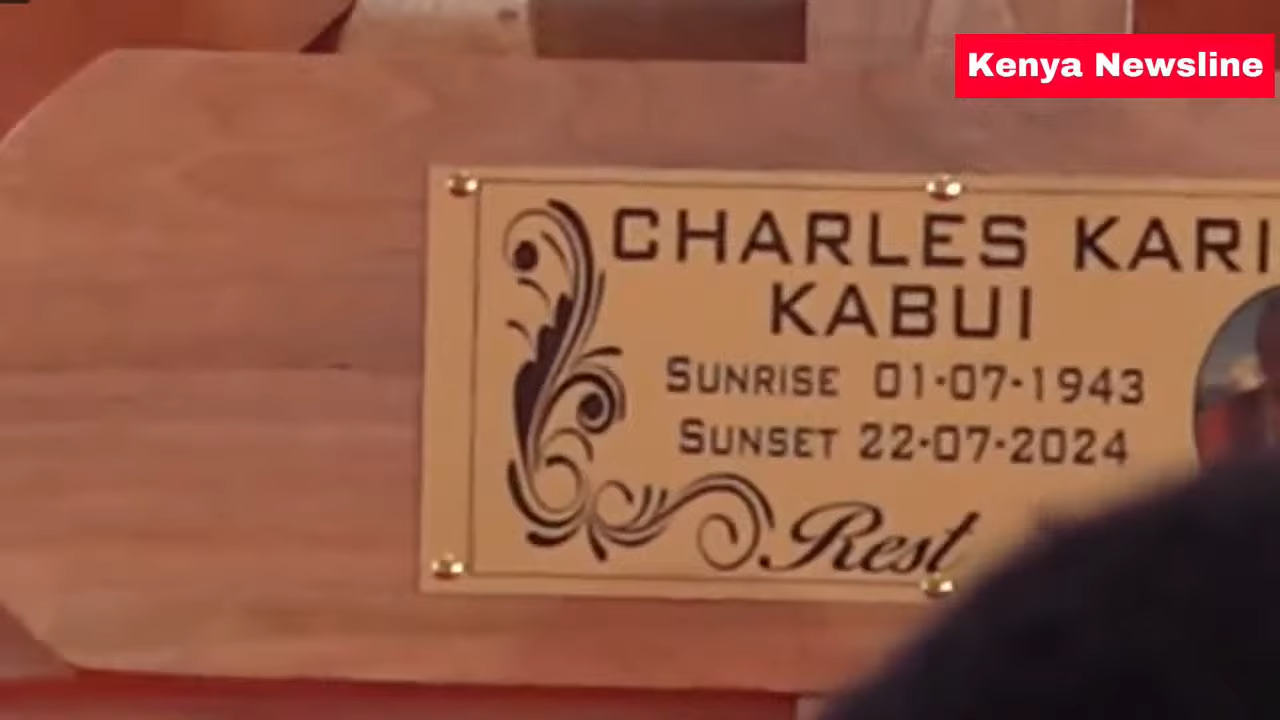 Kenya Newsline
CHARLES KARI
KABUI
SUNRISE 01-07-1943
SUNSET 22-07-2024
Rest